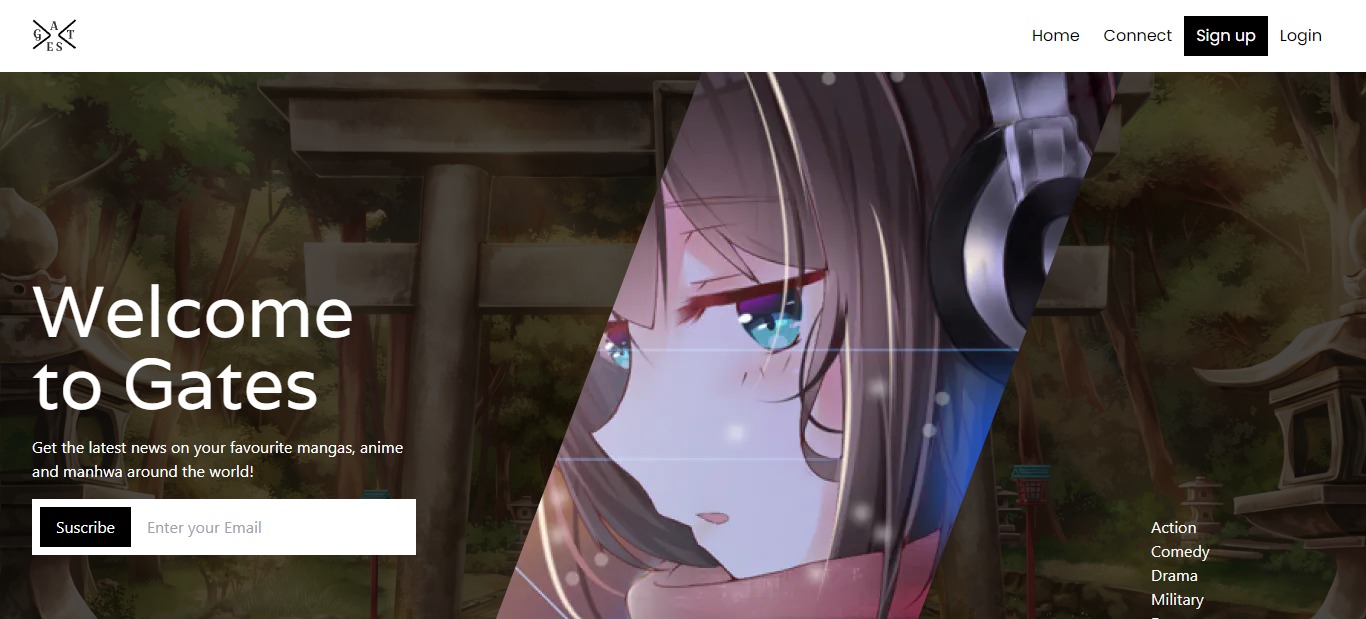 G A T
E S
Home Connect Sign up Login
Welcome
to Gates
Get the latest news on your favourite mangas, anime
and manhwa around the world!
Suscribe Enter your Email
Action
Comedy
Drama
Military